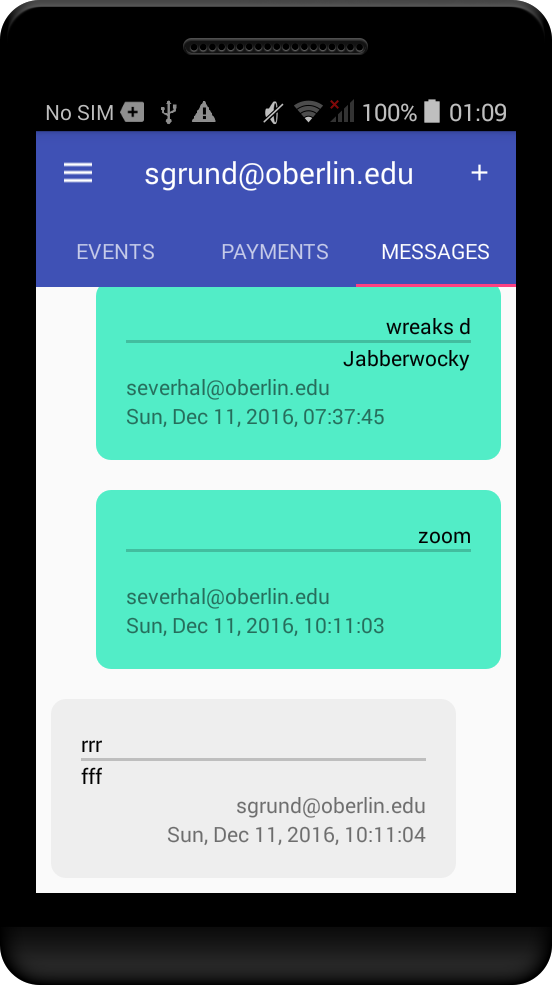 No SIM 100% 01:09
sgrund@oberlin.edu +
EVENTS PAYMENTS MESSAGES
wreaks d
Jabberwocky
severhal@oberlin.edu
Sun, Dec 11, 2016, 07:37:45
zoom
severhal@oberlin.edu
Sun, Dec 11, 2016, 10:11:03
rrr
fff
sgrund@oberlin.edu
Sun, Dec 11, 2016, 10:11:04